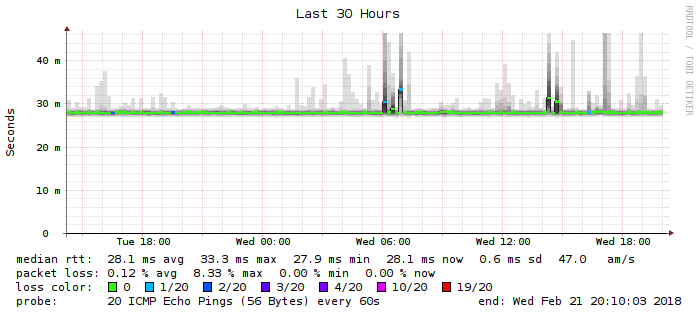 Last 30 Hours
RRDTOOL / TOBI OETIKER
Seconds
40 m
30 m
20 m
10 m
0
Tue 18:00 Wed 00:00 Wed 06:00 Wed 12:00 Wed 18:00
median rtt: 28.1 ms avg 33.3 ms max 27.9 ms min 28.1 ms now 0.6 ms sd 47.0 am/s
packet loss: 0.12 % avg 8.33 % max 0.00 % min 0.00 % now
loss color: 0 1/20 2/20 3/20 4/20 10/20 19/20
probe: 20 ICMP Echo Pings (56 Bytes) every 60s end: Wed Feb 21 20:10:03 2018